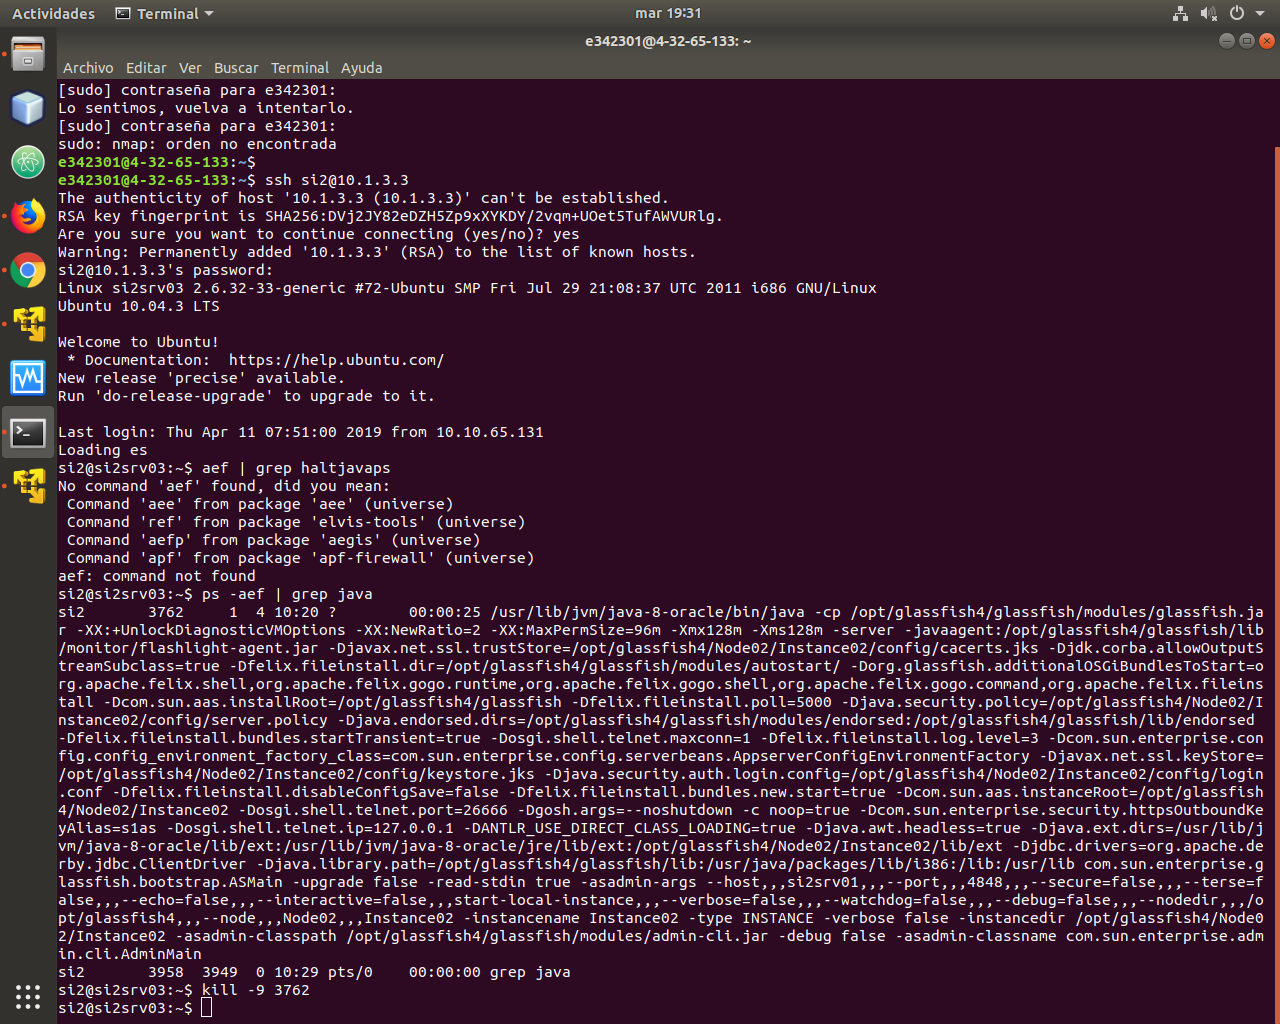 Actividades
Terminal
mar 19:31
e342301@4-32-65-133: ~
Archivo Editar Ver Buscar Terminal Ayuda
[sudo] contraseña para e342301:
Lo sentimos, vuelva a intentarlo.
[sudo] contraseña para e342301:
sudo: nmap: orden no encontrada
e342301@4-32-65-133:~$
e342301@4-32-65-133:~$ ssh si2@10.1.3.3
The authenticity of host '10.1.3.3 (10.1.3.3)' can't be established.
RSA key fingerprint is SHA256:DVj2JY82eDZH5Zp9xXYKDY/2vqm+UOet5TufAWVURlg.
Are you sure you want to continue connecting (yes/no)? yes
Warning: Permanently added '10.1.3.3' (RSA) to the list of known hosts.
si2@10.1.3.3's password:
Linux si2srv03 2.6.32-33-generic #72-Ubuntu SMP Fri Jul 29 21:08:37 UTC 2011 i686 GNU/Linux
Ubuntu 10.04.3 LTS
Welcome to Ubuntu!
* Documentation:  https://help.ubuntu.com/
New release 'precise' available.
Run 'do-release-upgrade' to upgrade to it.
Last login: Thu Apr 11 07:51:00 2019 from 10.10.65.131
Loading es
si2@si2srv03:~$ aef | grep haltjavaps
No command 'aef' found, did you mean:
Command 'aee' from package 'aee' (universe)
Command 'ref' from package 'elvis-tools' (universe)
Command 'aefp' from package 'aegis' (universe)
Command 'apf' from package 'apf-firewall' (universe)
aef: command not found
si2@si2srv03:~$ ps -aef | grep java
si2       3762     1  4 10:20 ?        00:00:25 /usr/lib/jvm/java-8-oracle/bin/java -cp /opt/glassfish4/glassfish/modules/glassfish.ja
r -XX:+UnlockDiagnosticVMOptions -XX:NewRatio=2 -XX:MaxPermSize=96m -Xmx128m -Xms128m -server -javaagent:/opt/glassfish4/glassfish/lib
/monitor/flashlight-agent.jar -Djavax.net.ssl.trustStore=/opt/glassfish4/Node02/Instance02/config/cacerts.jks -Djdk.corba.allowOutputS
treamSubclass=true -Dfelix.fileinstall.dir=/opt/glassfish4/glassfish/modules/autostart/ -Dorg.glassfish.additionalOSGiBundlesToStart=o
rg.apache.felix.shell,org.apache.felix.gogo.runtime,org.apache.felix.gogo.shell,org.apache.felix.gogo.command,org.apache.felix.fileins
tall -Dcom.sun.aas.installRoot=/opt/glassfish4/glassfish -Dfelix.fileinstall.poll=5000 -Djava.security.policy=/opt/glassfish4/Node02/I
nstance02/config/server.policy -Djava.endorsed.dirs=/opt/glassfish4/glassfish/modules/endorsed:/opt/glassfish4/glassfish/lib/endorsed
-Dfelix.fileinstall.bundles.startTransient=true -Dosgi.shell.telnet.maxconn=1 -Dfelix.fileinstall.log.level=3 -Dcom.sun.enterprise.con
fig.config_environment_factory_class=com.sun.enterprise.config.serverbeans.AppserverConfigEnvironmentFactory -Djavax.net.ssl.keyStore=
/opt/glassfish4/Node02/Instance02/config/keystore.jks -Djava.security.auth.login.config=/opt/glassfish4/Node02/Instance02/config/login
.conf -Dfelix.fileinstall.disableConfigSave=false -Dfelix.fileinstall.bundles.new.start=true -Dcom.sun.aas.instanceRoot=/opt/glassfish
4/Node02/Instance02 -Dosgi.shell.telnet.port=26666 -Dgosh.args=--noshutdown -c noop=true -Dcom.sun.enterprise.security.httpsOutboundKe
yAlias=s1as -Dosgi.shell.telnet.ip=127.0.0.1 -DANTLR_USE_DIRECT_CLASS_LOADING=true -Djava.awt.headless=true -Djava.ext.dirs=/usr/lib/j
vm/java-8-oracle/lib/ext:/usr/lib/jvm/java-8-oracle/jre/lib/ext:/opt/glassfish4/Node02/Instance02/lib/ext -Djdbc.drivers=org.apache.de
rby.jdbc.ClientDriver -Djava.library.path=/opt/glassfish4/glassfish/lib:/usr/java/packages/lib/i386:/lib:/usr/lib com.sun.enterprise.g
lassfish.bootstrap.ASMain -upgrade false -read-stdin true -asadmin-args --host,,,si2srv01,,,--port,,,4848,,,--secure=false,,,--terse=f
alse,,,--echo=false,,,--interactive=false,,,start-local-instance,,,--verbose=false,,,--watchdog=false,,,--debug=false,,,--nodedir,,,/o
pt/glassfish4,,,--node,,,Node02,,,Instance02 -instancename Instance02 -type INSTANCE -verbose false -instancedir /opt/glassfish4/Node0
2/Instance02 -asadmin-classpath /opt/glassfish4/glassfish/modules/admin-cli.jar -debug false -asadmin-classname com.sun.enterprise.adm
in.cli.AdminMain
si2       3958  3949  0 10:29 pts/0    00:00:00 grep java
si2@si2srv03:~$ kill -9 3762
si2@si2srv03:~$